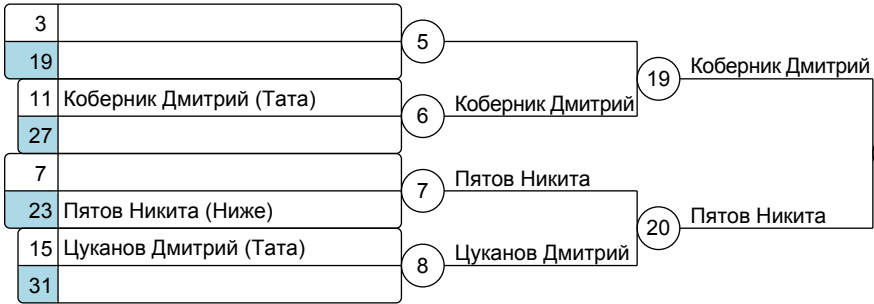 3
5
19
Коберник Дмитрий
19
11 Коберник Дмитрий (Тата)
6
Коберник Дмитрий
27
7
7
Пятов Никита
23 Пятов Никита (Ниже)
20
Пятов Никита
15 Цуканов Дмитрий (Тата)
8
Цуканов Дмитрий
31